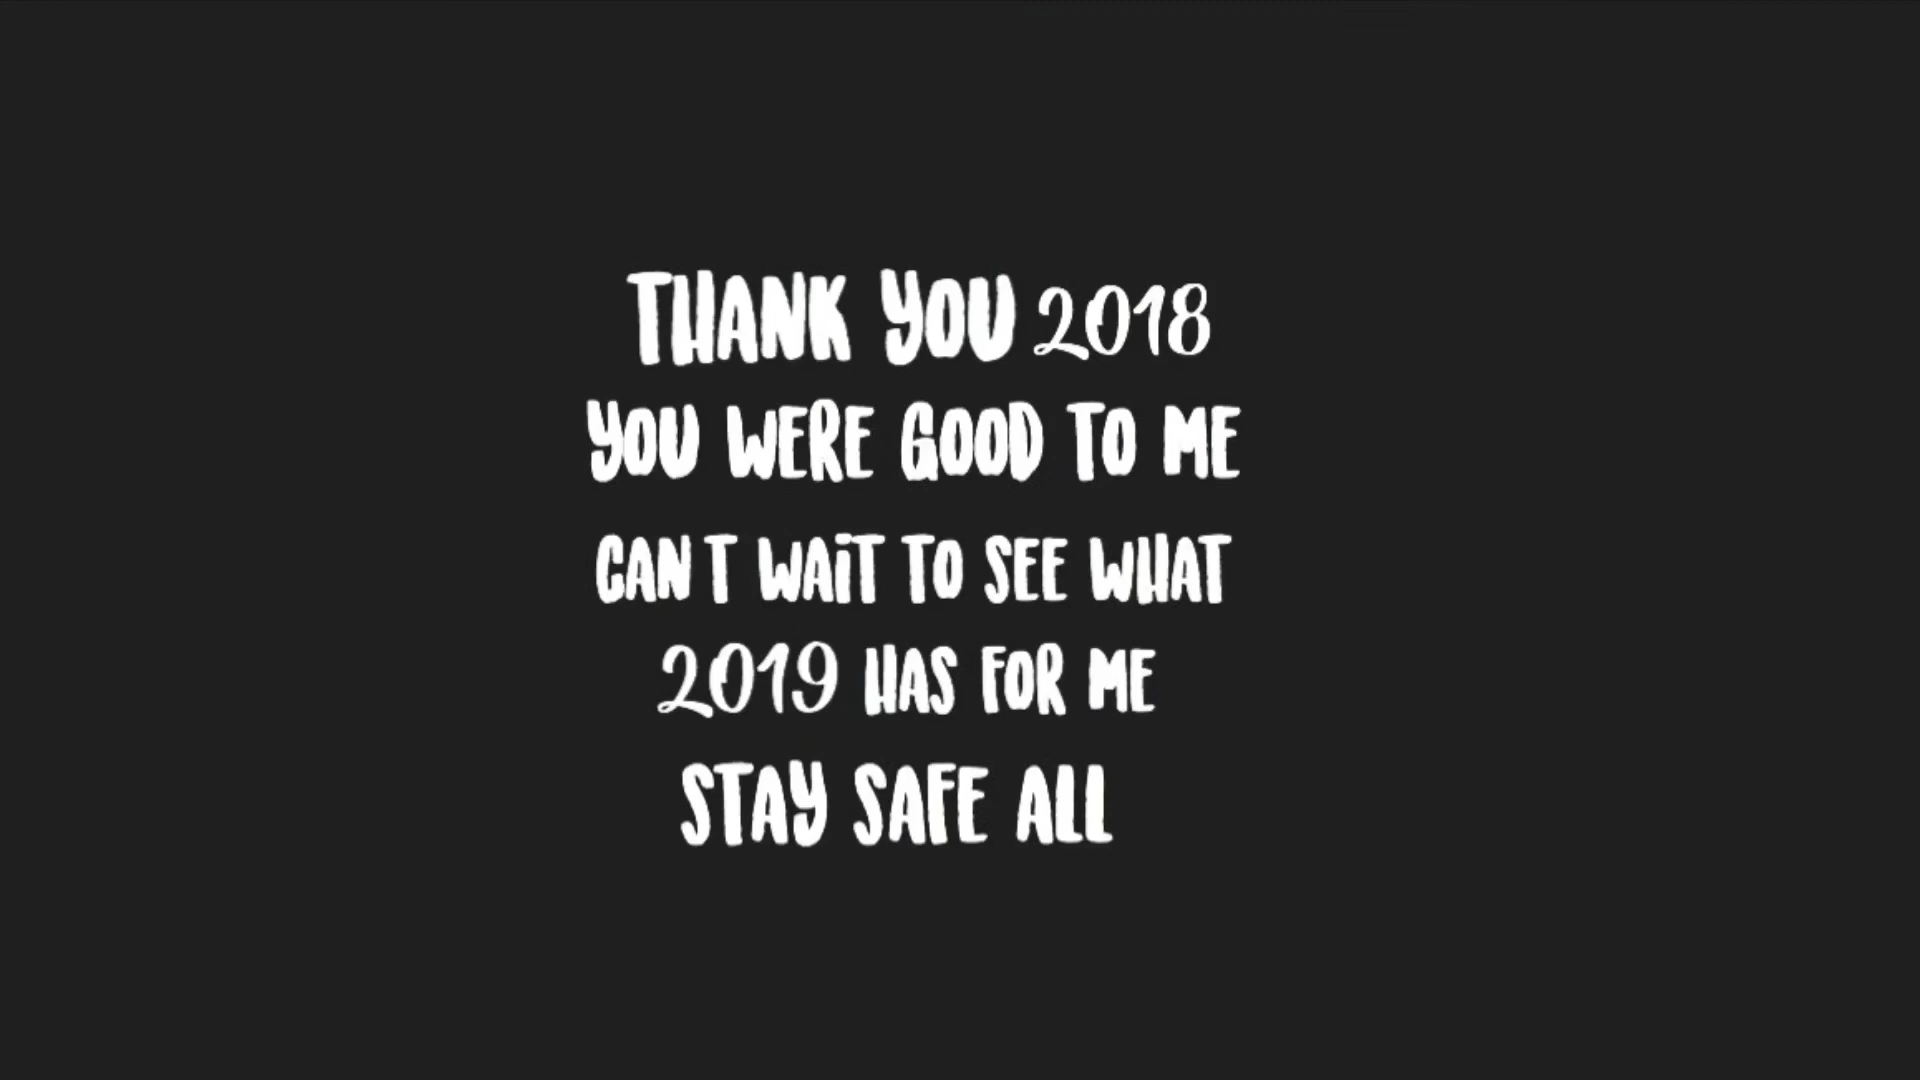 THANK YOU 2018
YOU WERE GOOD TO ME
CAN T WAIT TO SEE WHAT
2019 HAS FOR ME
STAY SAFE ALL